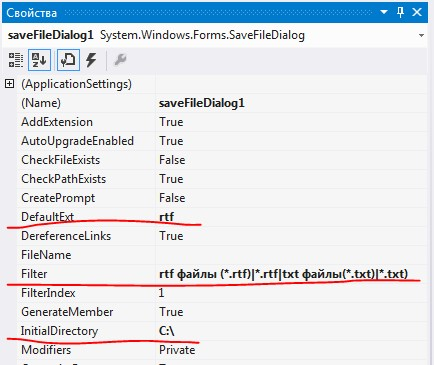 Свойства
saveFileDialog1 System.Windows.Forms.SaveFileDialog
(ApplicationSettings)
(Name) saveFileDialog1
AddExtension True
AutoUpgradeEnabled True
CheckFileExists False
CheckPathExists True
CreatePrompt False
DefaultExt rtf
DereferenceLinks True
FileName
Filter rtf файлы (*.rtf)|*.rtf|txt файлы(*.txt)|*.txt)
FilterIndex 1
GenerateMember True
InitialDirectory C:\
Modifiers Private